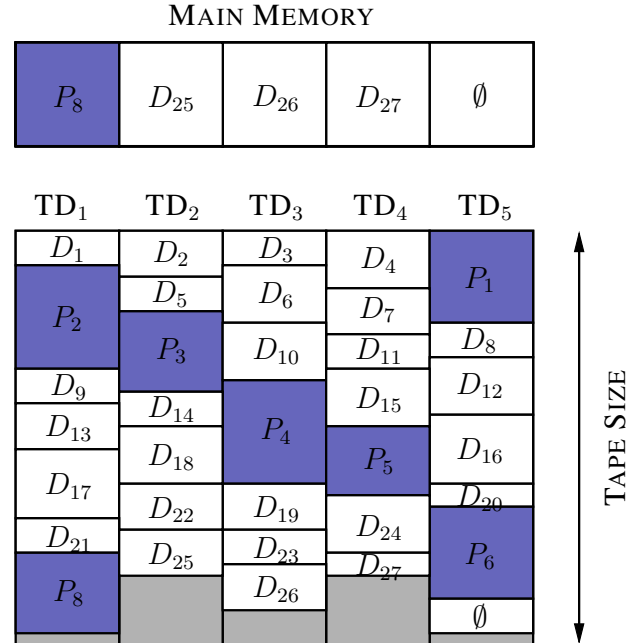 MAIN MEMORY
P₈ D₂₅ D₂₆ D₂₇ ∅
TD₁ TD₂ TD₃ TD₄ TD₅
D₁
P₂
D₉
D₁₃
D₁₇
D₂₁
P₈
D₂
D₅
P₃
D₁₄
D₁₈
D₂₂
D₂₅
D₃
D₆
D₁₀
P₄
D₁₉
D₂₃
D₂₆
D₄
D₇
D₁₁
D₁₅
P₅
D₂₄
D₂₇
P₁
D₈
D₁₂
D₁₆
D₂₀
P₆
∅
TAPE SIZE